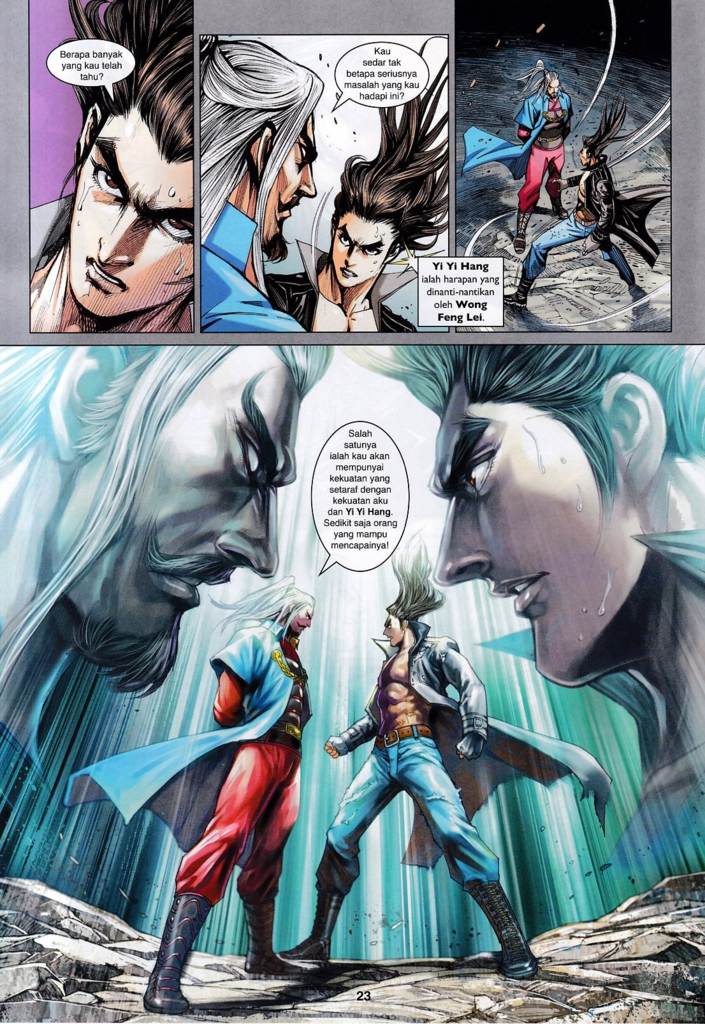 Berapa banyak
yang kau telah
tahu?
Kau
sedar tak
betapa seriusnya
masalah yang kau
hadapi ini?
Yi Yi Hang
ialah harapan yang
dinanti-nantikan
oleh Wong
Feng Lei.
Salah
satunya
ialah kau akan
mempunyai
kekuatan yang
setaraf dengan
kekuatan aku
dan Yi Yi Hang.
Sedikit saja orang
yang mampu
mencapainya!
23